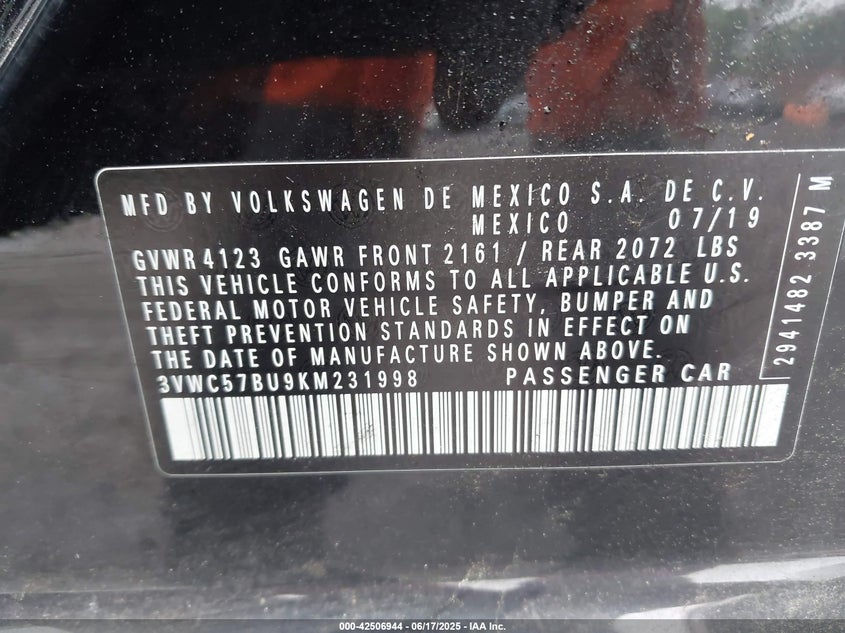 MFD BY VOLKSWAGEN DE MEXICO S.A. DE C.V.
MEXICO 07/19
GVWR 4123 GAWR FRONT 2161 / REAR 2072 LBS
THIS VEHICLE CONFORMS TO ALL APPLICABLE U.S.
FEDERAL MOTOR VEHICLE SAFETY, BUMPER AND
THEFT PREVENTION STANDARDS IN EFFECT ON
THE DATE OF MANUFACTURE SHOWN ABOVE.
3VWC57BU9KM231998 PASSENGER CAR
2941482 3387 M
000-42506944 - 06/17/2025 - IAA Inc.